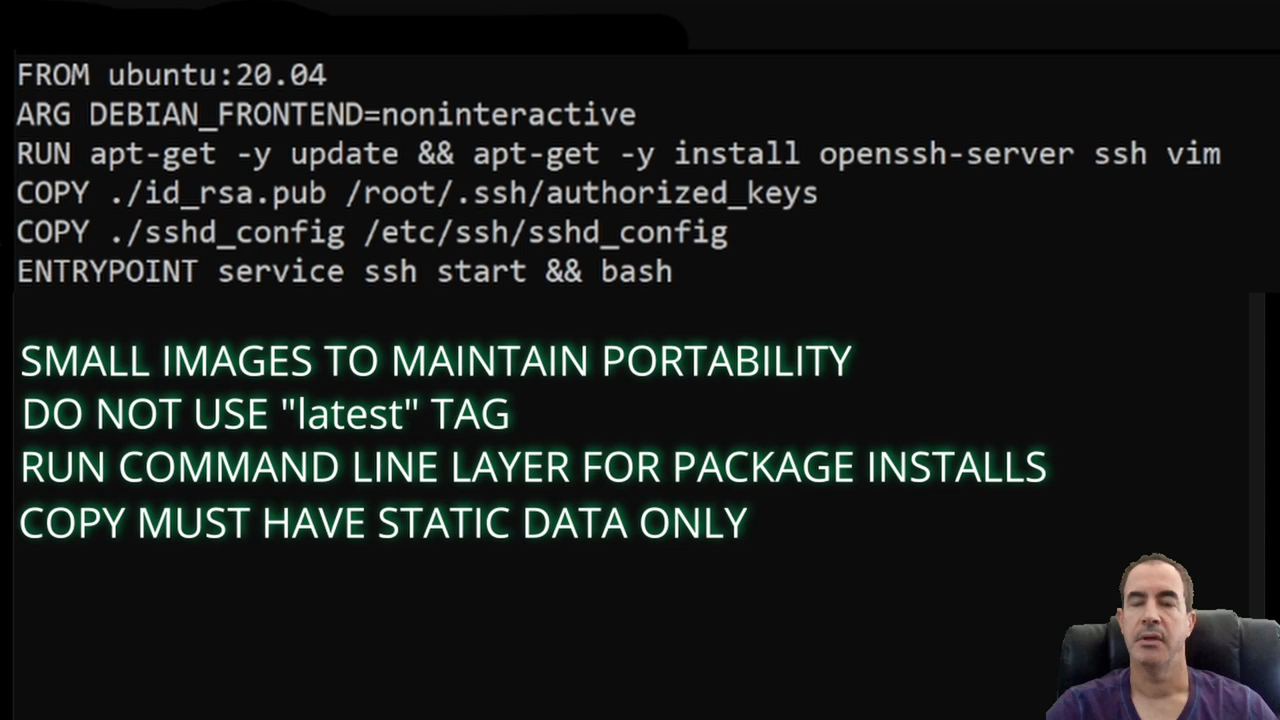 FROM ubuntu:20.04
ARG DEBIAN_FRONTEND=noninteractive
RUN apt-get -y update && apt-get -y install openssh-server ssh vim
COPY ./id_rsa.pub /root/.ssh/authorized_keys
COPY ./sshd_config /etc/ssh/sshd_config
ENTRYPOINT service ssh start && bash
SMALL IMAGES TO MAINTAIN PORTABILITY
DO NOT USE "latest" TAG
RUN COMMAND LINE LAYER FOR PACKAGE INSTALLS
COPY MUST HAVE STATIC DATA ONLY